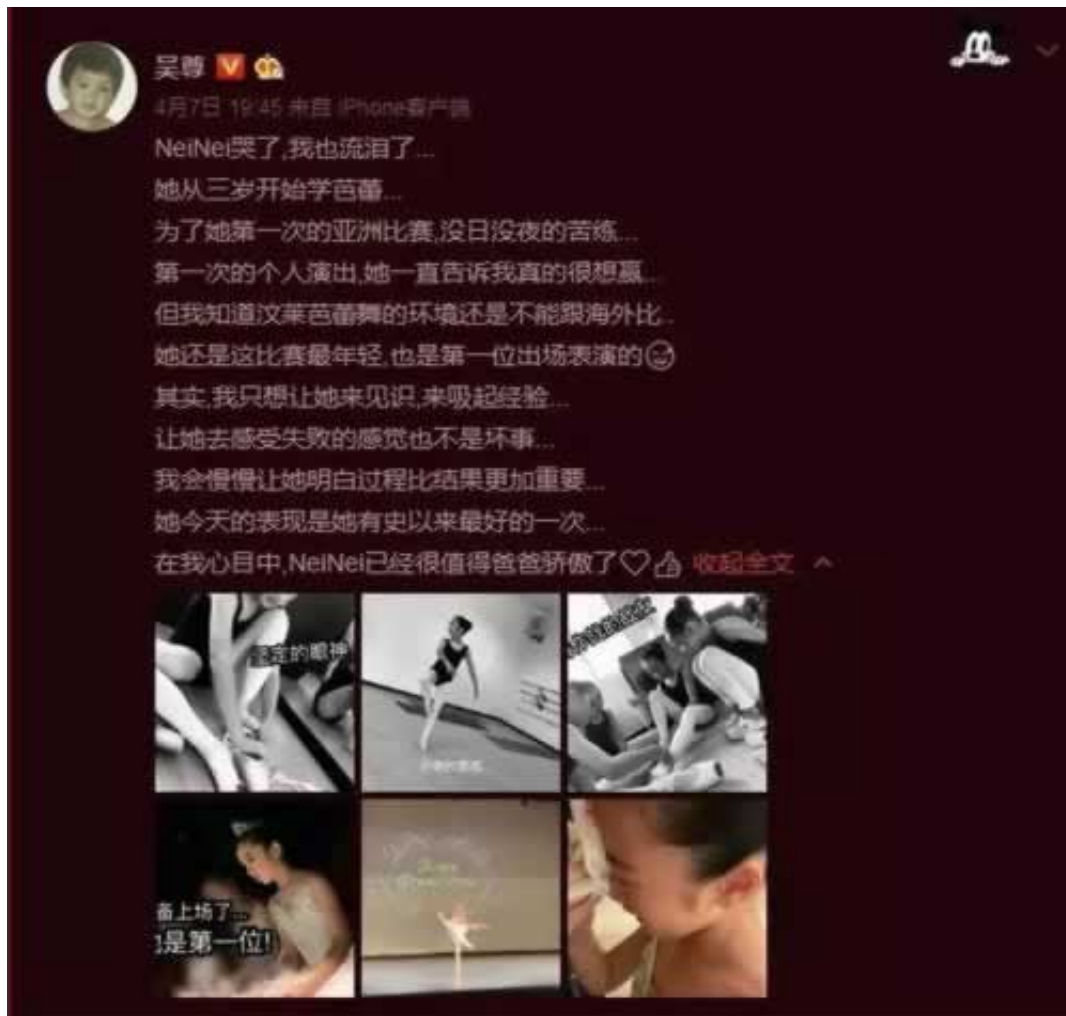 吴尊
4月7日 19:45 来自 iPhone客户端
NeiNei哭了,我也流泪了...
她从三岁开始学芭蕾...
为了她第一次的亚洲比赛,没日没夜的苦练...
第一次的个人演出,她一直告诉我真的很想赢...
但我知道汶莱芭蕾舞的环境还是不能跟海外比..
她还是这比赛最年轻,也是第一位出场表演的
其实,我只想让她来见识,来吸起经验...
让她去感受失败的感觉也不是坏事...
我会慢慢让她明白过程比结果更加重要...
她今天的表现是她有史以来最好的一次...
在我心目中,NeiNei已经很值得爸爸骄傲了♡ 收起全文
坚定的眼神
备上场了...
是第一位!